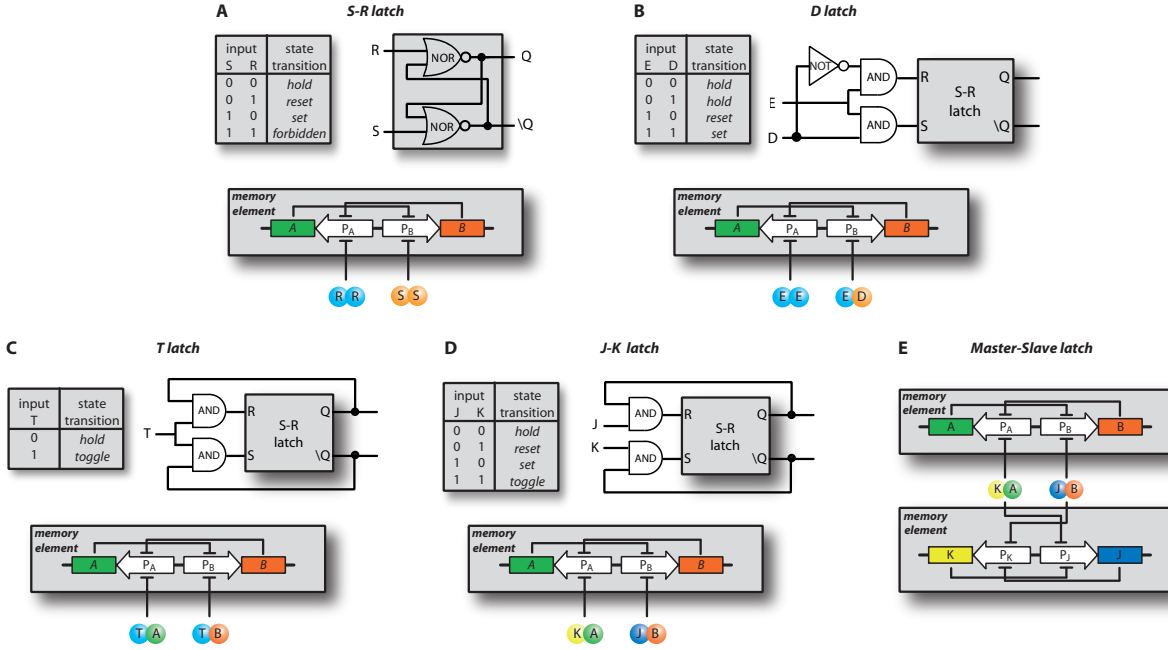 A S-R latch
input state
S R transition
0 0 hold
0 1 reset
1 0 set
1 1 forbidden
R NOR Q
S NOR \Q
memory
element
A PA PB B
R R S S
B D latch
input state
E D transition
0 0 hold
0 1 hold
1 0 reset
1 1 set
NOT AND R Q
E S-R
latch
D AND S \Q
memory
element
A PA PB B
E E E D
C T latch
input state
T transition
0 hold
1 toggle
AND R Q
T S-R
latch
AND S \Q
memory
element
A PA PB B
T A T B
D J-K latch
input state
J K transition
0 0 hold
0 1 reset
1 0 set
1 1 toggle
AND R Q
J S-R
K latch
AND S \Q
memory
element
A PA PB B
K A J B
E Master-Slave latch
memory
element
A PA PB B
K A J B
memory
element
K PK PJ J